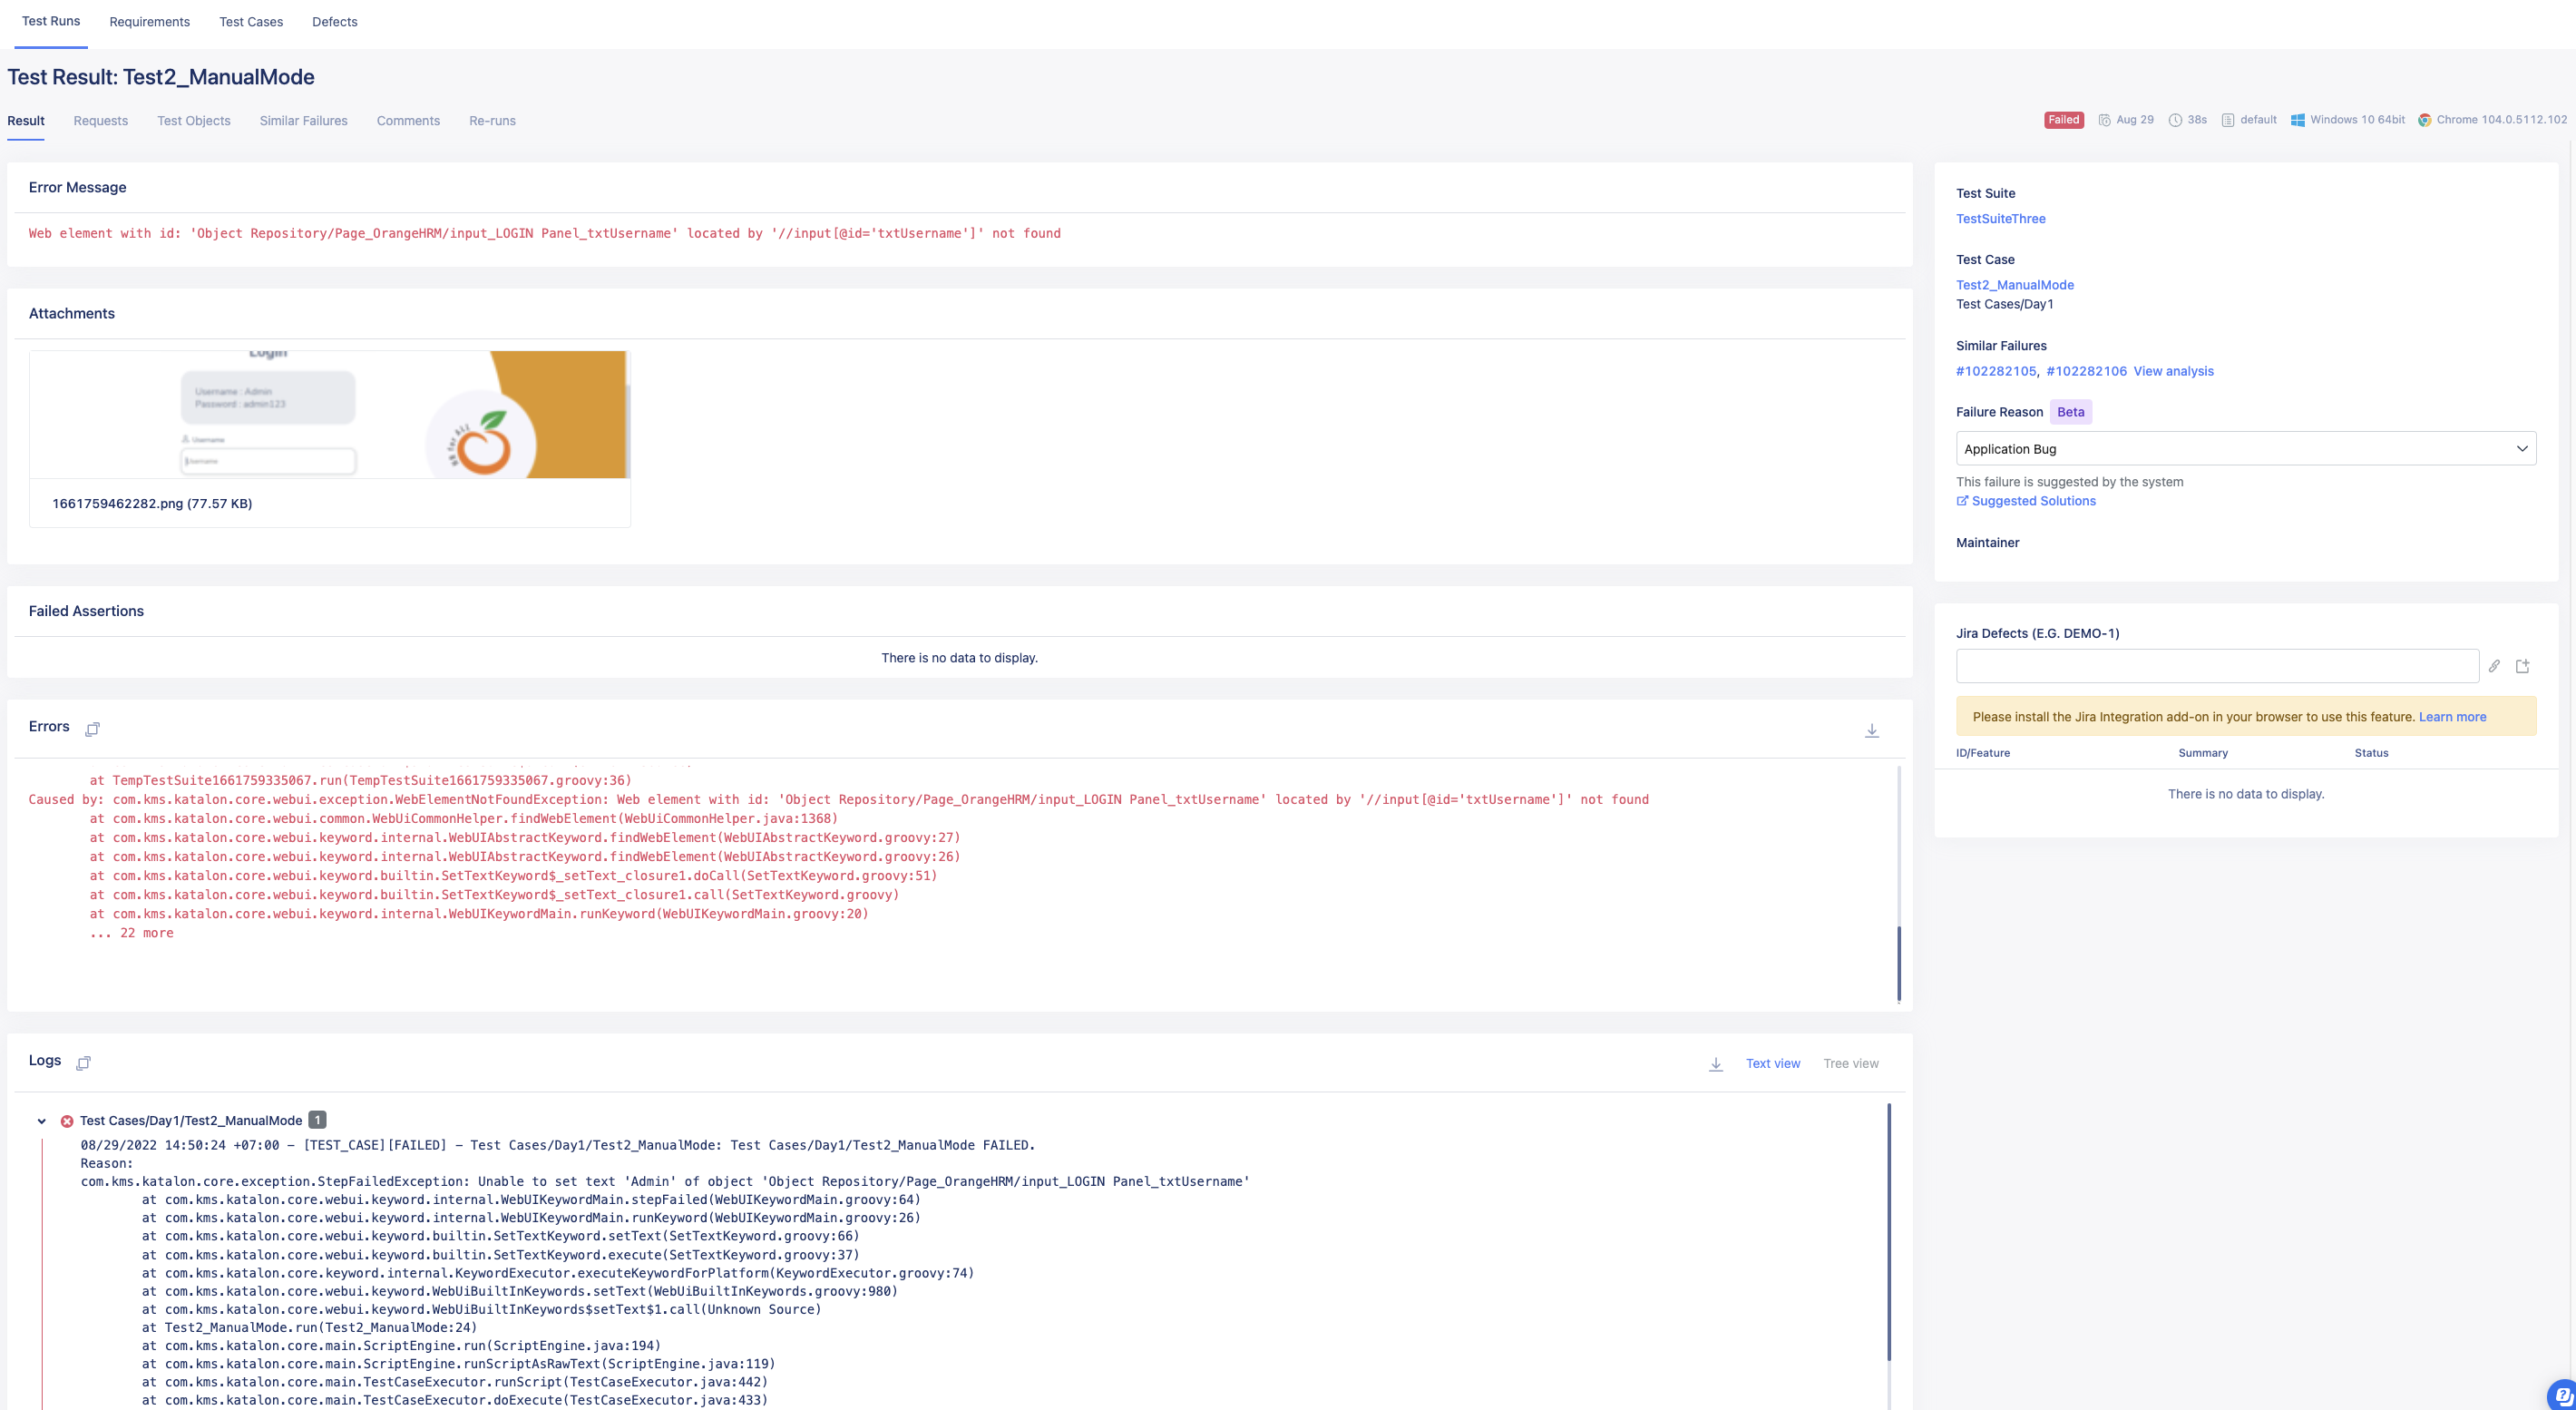 Test Runs Requirements Test Cases Defects
Test Result: Test2_ManualMode
Result Requests Test Objects Similar Failures Comments Re-runs
Failed Aug 29 38s default Windows 10 64bit Chrome 104.0.5112.102
Error Message
Web element with id: 'Object Repository/Page_OrangeHRM/input_LOGIN Panel_txtUsername' located by '//input[@id='txtUsername']' not found
Attachments
Login
Username : Admin
Password : admin123
Username
Username
1661759462282.png (77.57 KB)
Failed Assertions
There is no data to display.
Errors
at TempTestSuite1661759335067.run(TempTestSuite1661759335067.groovy:36)
Caused by: com.kms.katalon.core.webui.exception.WebElementNotFoundException: Web element with id: 'Object Repository/Page_OrangeHRM/input_LOGIN Panel_txtUsername' located by '//input[@id='txtUsername']' not found
at com.kms.katalon.core.webui.common.WebUiCommonHelper.findWebElement(WebUiCommonHelper.java:1368)
at com.kms.katalon.core.webui.keyword.internal.WebUIAbstractKeyword.findWebElement(WebUIAbstractKeyword.groovy:27)
at com.kms.katalon.core.webui.keyword.internal.WebUIAbstractKeyword.findWebElement(WebUIAbstractKeyword.groovy:26)
at com.kms.katalon.core.webui.keyword.builtin.SetTextKeyword$_setText_closure1.doCall(SetTextKeyword.groovy:51)
at com.kms.katalon.core.webui.keyword.builtin.SetTextKeyword$_setText_closure1.call(SetTextKeyword.groovy)
at com.kms.katalon.core.webui.keyword.internal.WebUIKeywordMain.runKeyword(WebUIKeywordMain.groovy:20)
... 22 more
Logs
Text view Tree view
Test Cases/Day1/Test2_ManualMode 1
08/29/2022 14:50:24 +07:00 - [TEST_CASE][FAILED] - Test Cases/Day1/Test2_ManualMode: Test Cases/Day1/Test2_ManualMode FAILED.
Reason:
com.kms.katalon.core.exception.StepFailedException: Unable to set text 'Admin' of object 'Object Repository/Page_OrangeHRM/input_LOGIN Panel_txtUsername'
at com.kms.katalon.core.webui.keyword.internal.WebUIKeywordMain.stepFailed(WebUIKeywordMain.groovy:64)
at com.kms.katalon.core.webui.keyword.internal.WebUIKeywordMain.runKeyword(WebUIKeywordMain.groovy:26)
at com.kms.katalon.core.webui.keyword.builtin.SetTextKeyword.setText(SetTextKeyword.groovy:66)
at com.kms.katalon.core.webui.keyword.builtin.SetTextKeyword.execute(SetTextKeyword.groovy:37)
at com.kms.katalon.core.keyword.internal.KeywordExecutor.executeKeywordForPlatform(KeywordExecutor.groovy:74)
at com.kms.katalon.core.webui.keyword.WebUiBuiltInKeywords.setText(WebUiBuiltInKeywords.groovy:980)
at com.kms.katalon.core.webui.keyword.WebUiBuiltInKeywords$setText$1.call(Unknown Source)
at Test2_ManualMode.run(Test2_ManualMode:24)
at com.kms.katalon.core.main.ScriptEngine.run(ScriptEngine.java:194)
at com.kms.katalon.core.main.ScriptEngine.runScriptAsRawText(ScriptEngine.java:119)
at com.kms.katalon.core.main.TestCaseExecutor.runScript(TestCaseExecutor.java:442)
at com.kms.katalon.core.main.TestCaseExecutor.doExecute(TestCaseExecutor.java:433)
Test Suite
TestSuiteThree
Test Case
Test2_ManualMode
Test Cases/Day1
Similar Failures
#102282105, #102282106 View analysis
Failure Reason Beta
Application Bug
This failure is suggested by the system
Suggested Solutions
Maintainer
Jira Defects (E.G. DEMO-1)
Please install the Jira Integration add-on in your browser to use this feature. Learn more
ID/Feature Summary Status
There is no data to display.